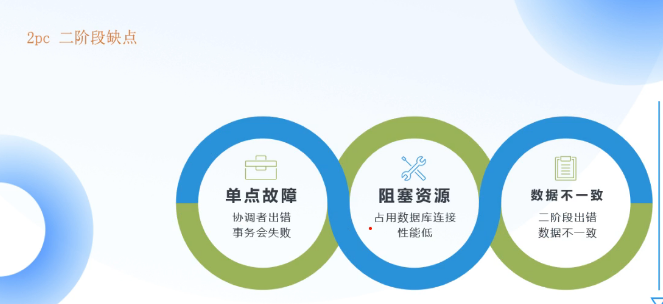 2pc 二阶段缺点
单点故障
协调者出错
事务会失败
阻塞资源
占用数据库连接
性能低
数据不一致
二阶段出错
数据不一致